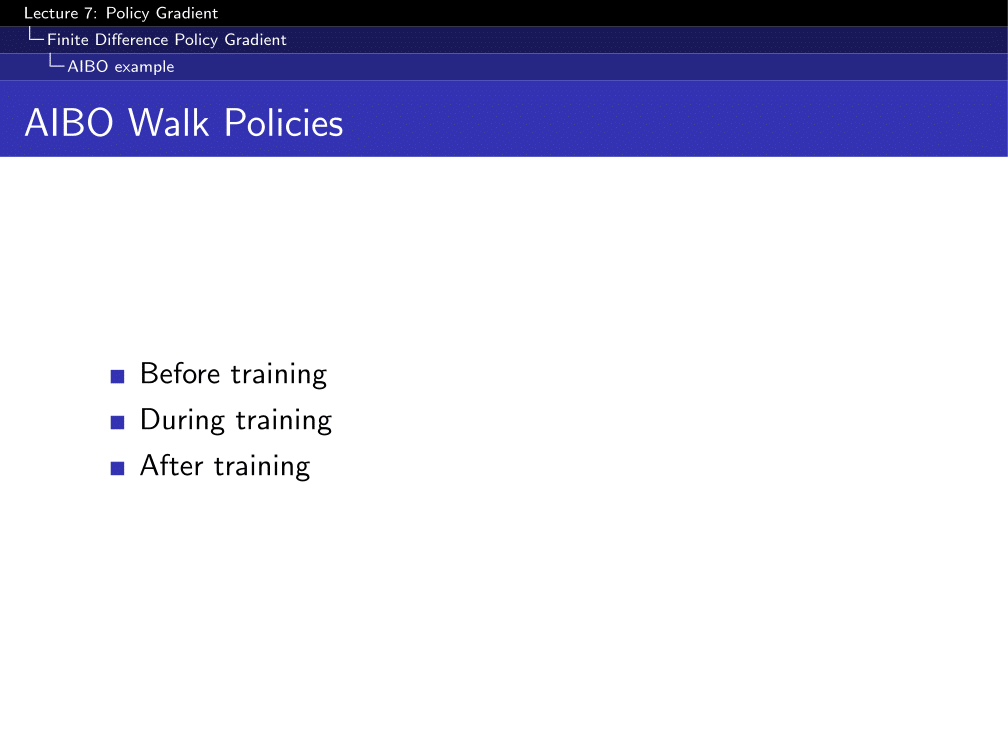 Lecture 7: Policy Gradient
Finite Difference Policy Gradient
AIBO example
AIBO Walk Policies
Before training
During training
After training